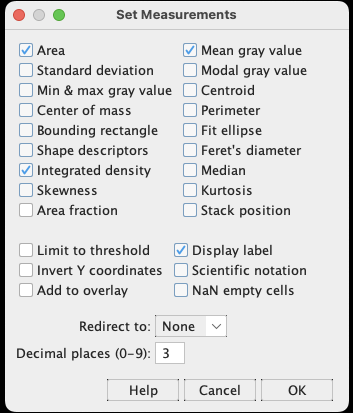 Set Measurements
Area Mean gray value
Standard deviation Modal gray value
Min & max gray value Centroid
Center of mass Perimeter
Bounding rectangle Fit ellipse
Shape descriptors Feret's diameter
Integrated density Median
Skewness Kurtosis
Area fraction Stack position
Limit to threshold Display label
Invert Y coordinates Scientific notation
Add to overlay NaN empty cells
Redirect to: None
Decimal places (0-9): 3
Help Cancel OK